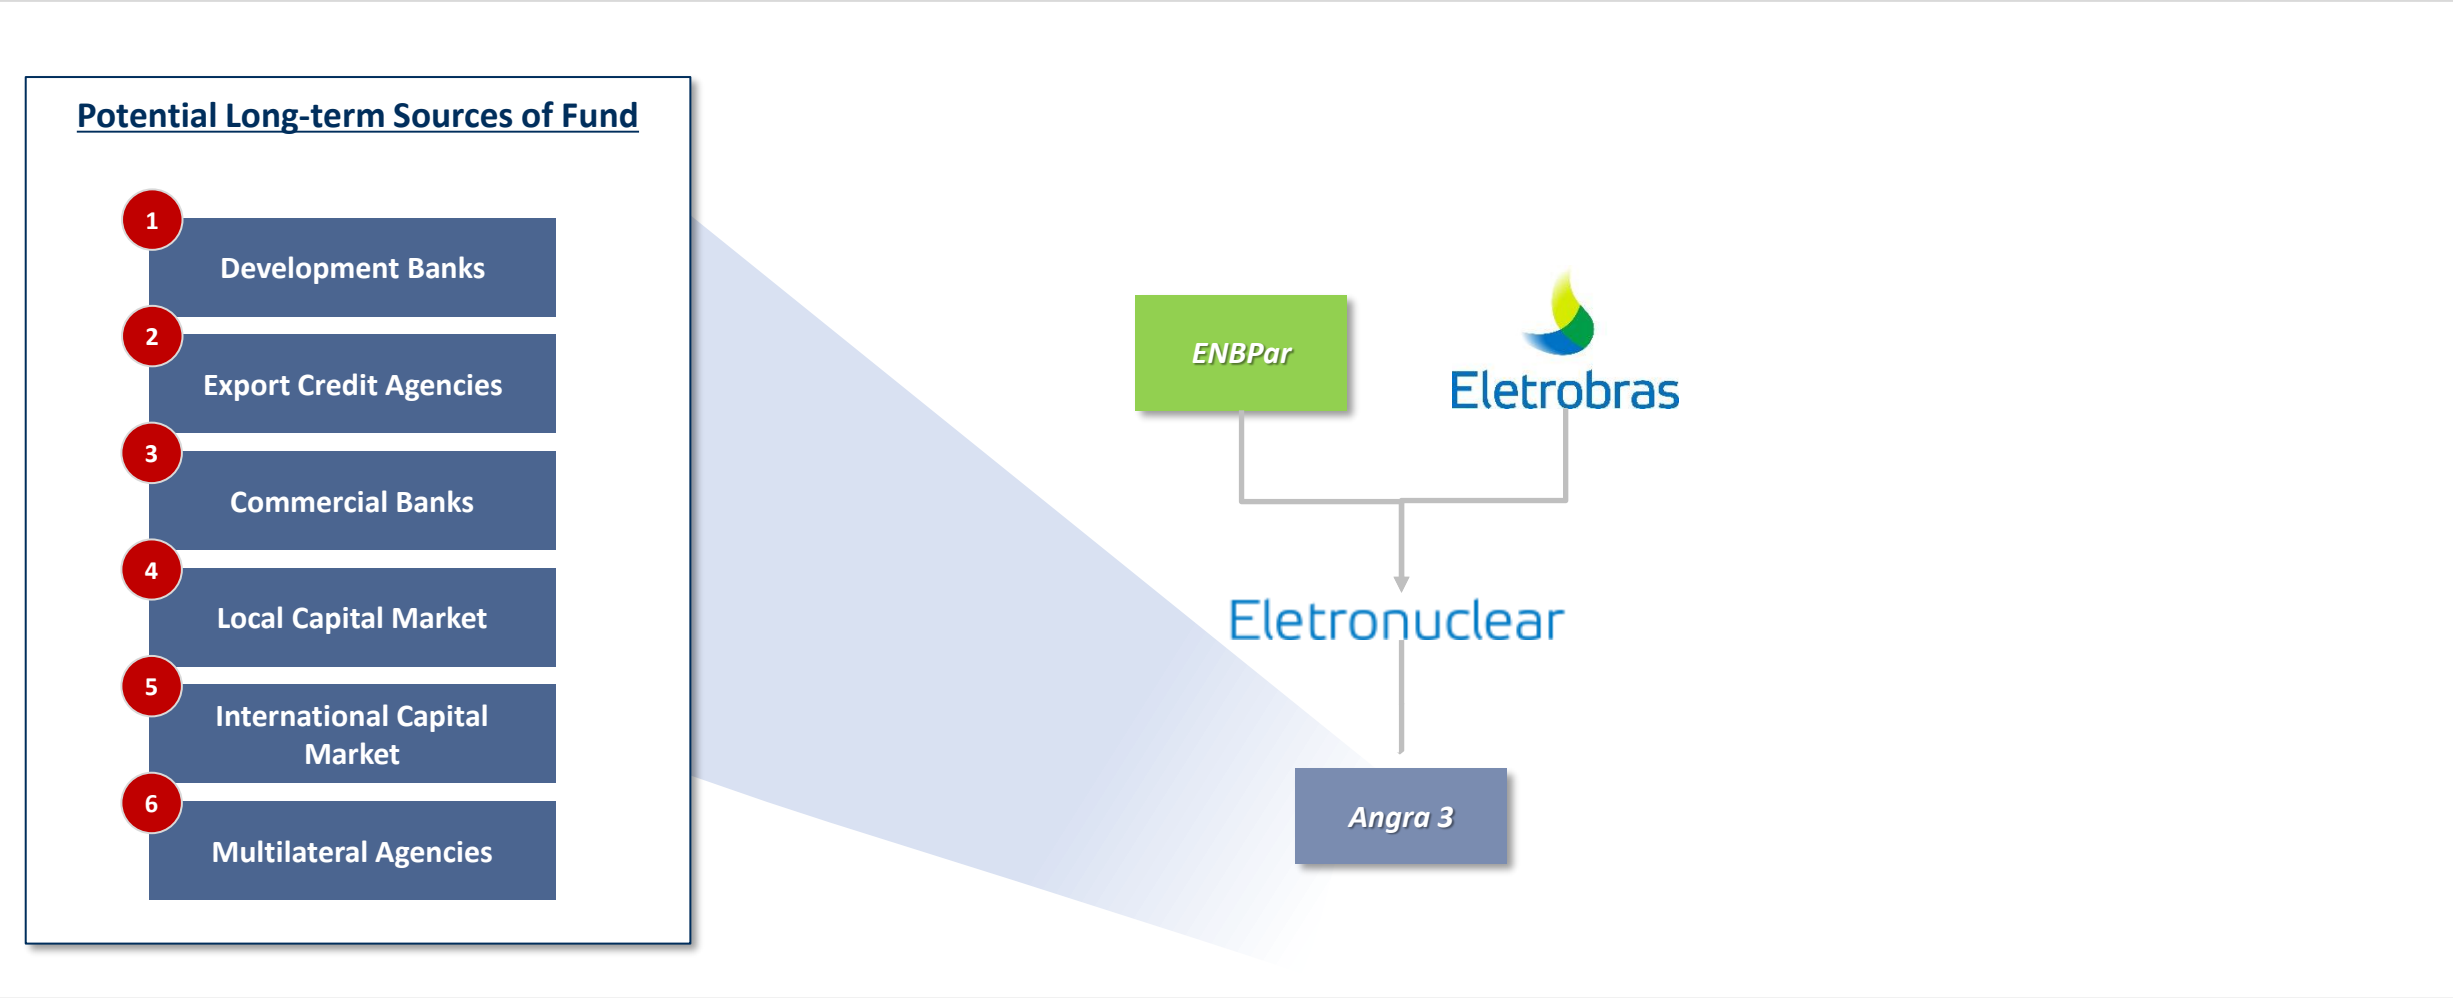 Potential Long-term Sources of Fund
1
Development Banks
2
Export Credit Agencies
3
Commercial Banks
4
Local Capital Market
5
International Capital
Market
6
Multilateral Agencies
ENBPar
Eletrobras
Eletronuclear
Angra 3